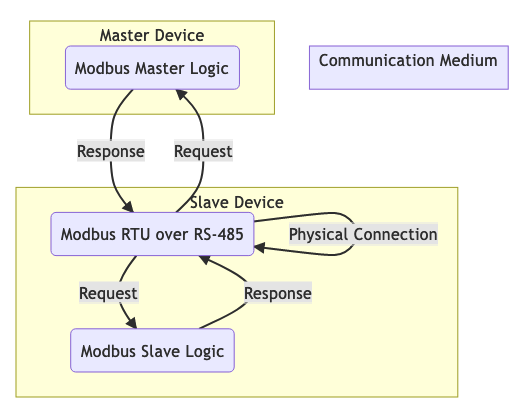 Master Device
Modbus Master Logic
Communication Medium
Response
Request
Slave Device
Modbus RTU over RS-485
Physical Connection
Request
Response
Modbus Slave Logic